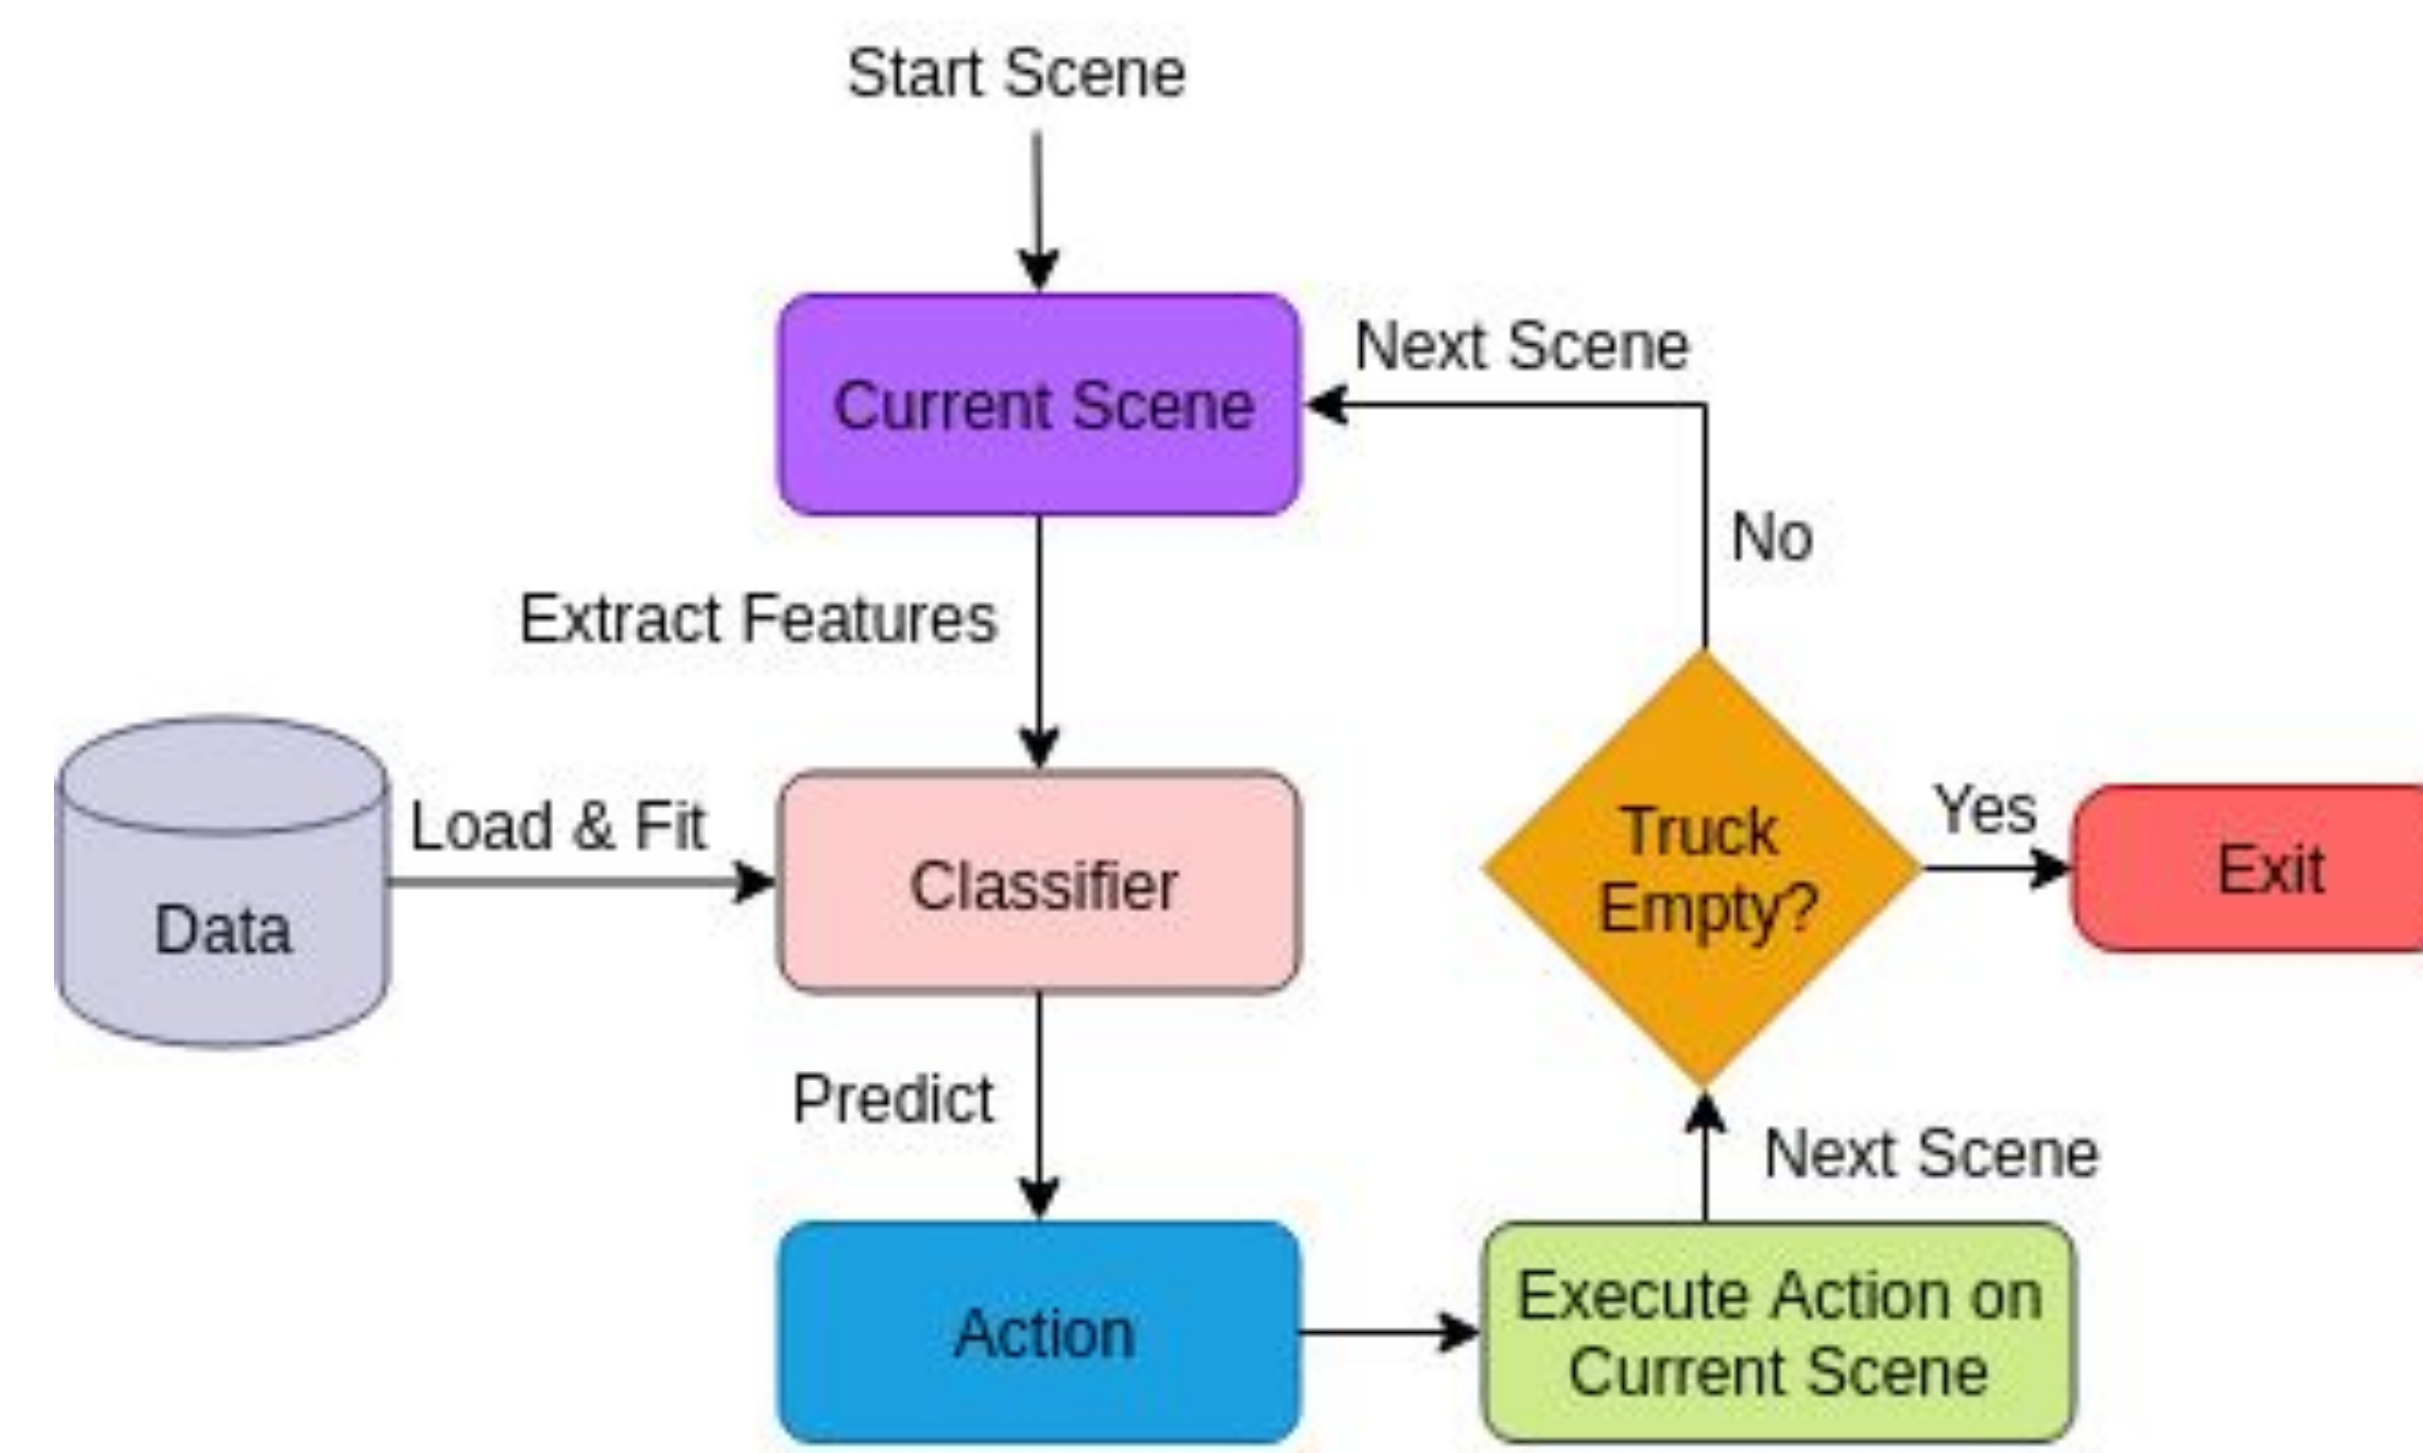 Start Scene
Current Scene
Next Scene
No
Extract Features
Data
Load & Fit
Classifier
Truck
Empty?
Yes
Exit
Predict
Next Scene
Action
Execute Action on
Current Scene